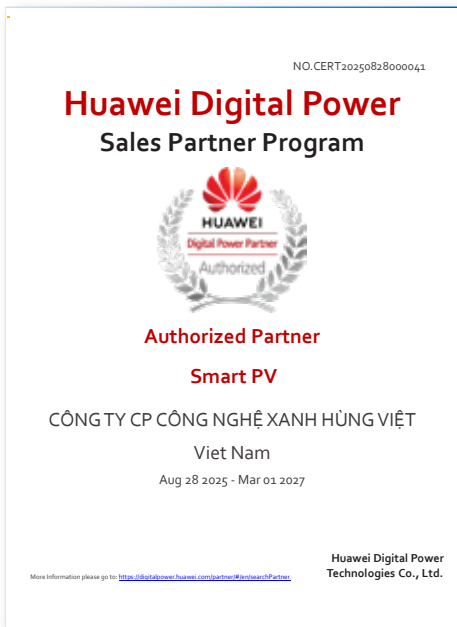 NO.CERT20250828000041
Huawei Digital Power
Sales Partner Program
HUAWEI
Digital Power Partner
Authorized
Authorized Partner
Smart PV
CÔNG TY CP CÔNG NGHỆ XANH HÙNG VIỆT
Viet Nam
Aug 28 2025 - Mar 01 2027
Huawei Digital Power
Technologies Co., Ltd.
More Information please go to: https://digitalpower.huawei.com/partner/#/en/searchPartner